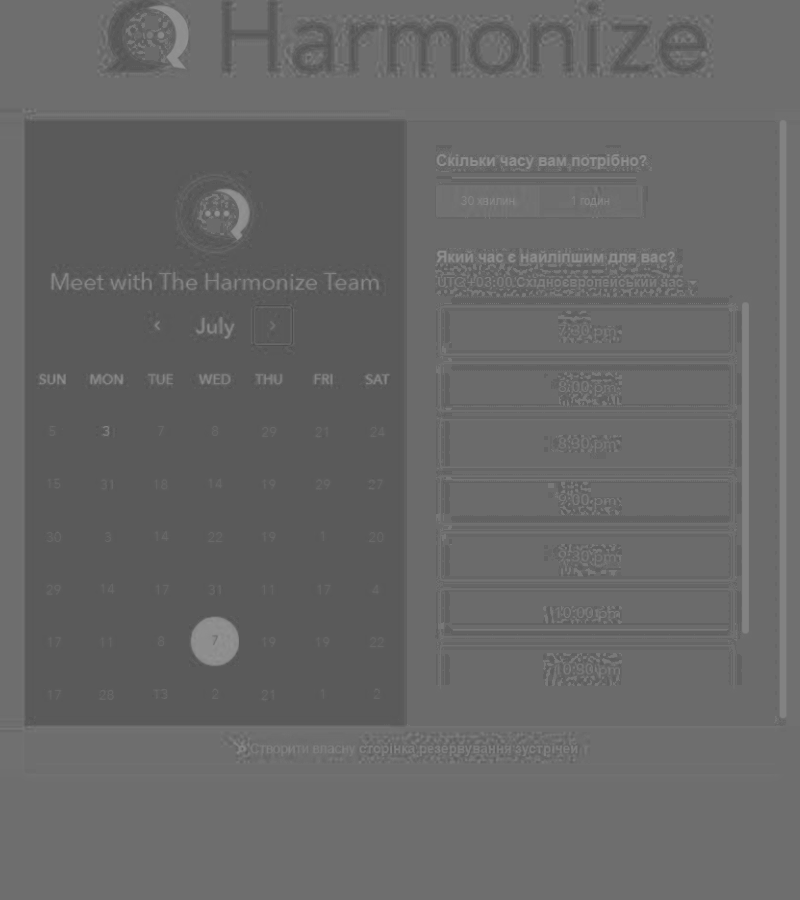 Harmonize
Meet with The Harmonize Team
July
SUN MON TUE WED THU FRI SAT
5 3 7 8 29 21 24
15 31 18 14 19 29 27
30 3 14 22 19 1 20
29 14 17 31 11 17 4
17 11 8 7 19 19 22
17 28 13 2 21 1 2
Скільки часу вам потрібно?
30 хвилин 1 годин
Який час є найліпшим для вас?
UTC+03:00 Східноєвропейський час
7:30 pm
8:00 pm
8:30 pm
9:00 pm
9:30 pm
10:00 pm
10:30 pm
Створити власну сторінка резервування зустрічей